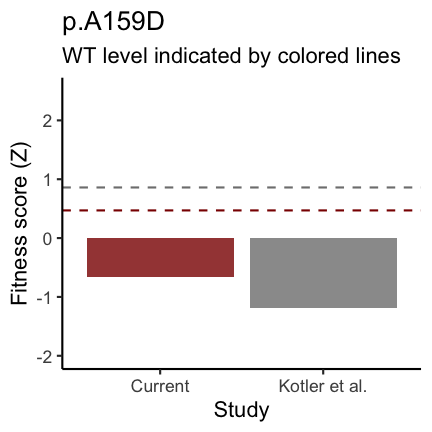 p.A159D
WT level indicated by colored lines
Fitness score (Z)
2
1
0
-1
-2
Current
Kotler et al.
Study